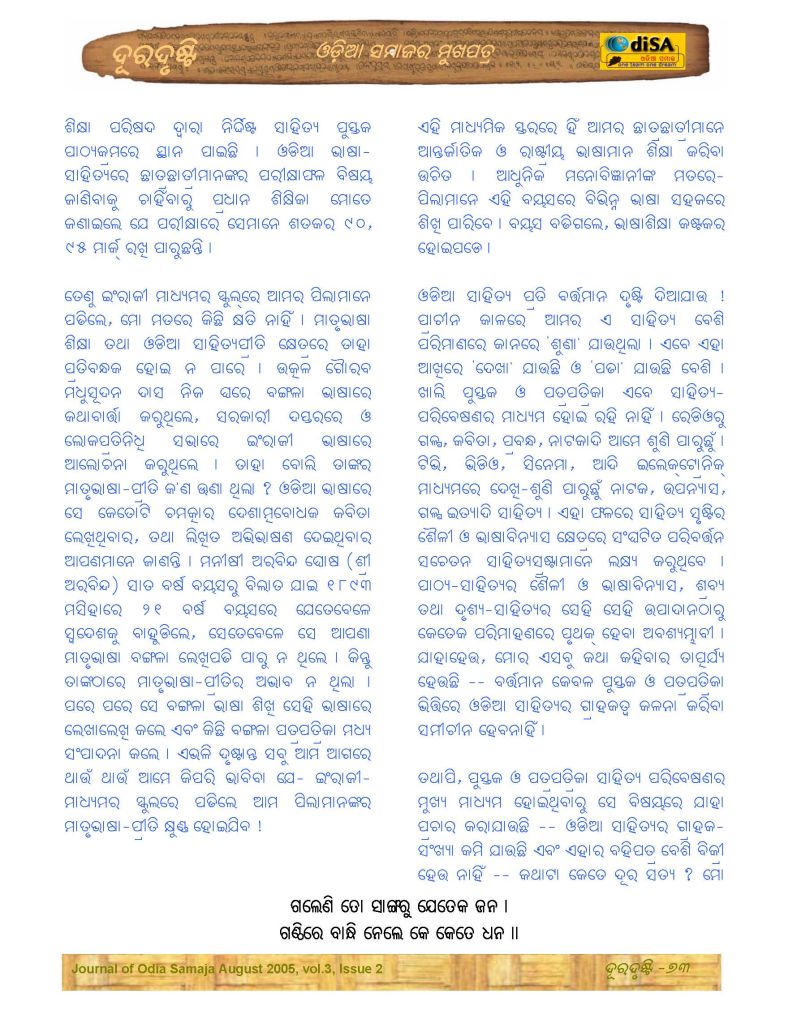 ଦୂରଦୃଷ୍ଟି
ଓଡ଼ିଆ ସମାଜର ମୁଖପତ୍ର
diSA
ଓଡ଼ିଆ ସମାଜ
one team one dream
ଶିକ୍ଷା ପରିଷଦ ଦ୍ୱାରା ନିର୍ଦ୍ଦିଷ୍ଟ ସାହିତ୍ୟ ପୁସ୍ତକ
ପାଠ୍ୟକ୍ରମରେ ସ୍ଥାନ ପାଇଛି । ଓଡିଆ ଭାଷା-
ସାହିତ୍ୟରେ ଛାତ୍ରଛାତ୍ରୀମାନଙ୍କର ପରୀକ୍ଷାଫଳ ବିଷୟ
ଜାଣିବାକୁ ଚାହିଁବାରୁ ପ୍ରଧାନ ଶିକ୍ଷିକା ମୋତେ
ଜଣାଇଲେ ଯେ ପରୀକ୍ଷାରେ ସେମାନେ ଶତକର ୯୦,
୯୫ ମାର୍କ୍ ରଖି ପାରୁଛନ୍ତି ।
ତେଣୁ ଇଂରାଜୀ ମାଧ୍ୟମର ସ୍କୁଲ୍‌ରେ ଆମର ପିଲାମାନେ
ପଢିଲେ, ମୋ ମତରେ କିଛି କ୍ଷତି ନାହିଁ । ମାତୃଭାଷା
ଶିକ୍ଷା ତଥା ଓଡିଆ ସାହିତ୍ୟପ୍ରୀତି କ୍ଷେତ୍ରରେ ତାହା
ପ୍ରତିବନ୍ଧକ ହୋଇ ନ ପାରେ । ଉତ୍କଳ ଗୌରବ
ମଧୁସୂଦନ ଦାସ ନିଜ ଘରେ ବଙ୍ଗଳା ଭାଷାରେ
କଥାବାର୍ତ୍ତା କରୁଥିଲେ, ସରକାରୀ ଦପ୍ତରରେ ଓ
ଲୋକପ୍ରତିନିଧି ସଭାରେ ଇଂରାଜୀ ଭାଷାରେ
ଆଲୋଚନା କରୁଥିଲେ । ତାହା ବୋଲି ତାଙ୍କର
ମାତୃଭାଷା-ପ୍ରୀତି କ'ଣ ଊଣା ଥିଲା ? ଓଡିଆ ଭାଷାରେ
ସେ କେତୋଟି ଚମତ୍କାର ଦେଶାତ୍ମବୋଧକ କବିତା
ଲେଖିଥିବାର, ତଥା ଲିଖିତ ଅଭିଭାଷଣ ଦେଇଥିବାର
ଆପଣମାନେ ଜାଣନ୍ତି । ମନୀଷୀ ଅରବିନ୍ଦ ଘୋଷ (ଶ୍ରୀ
ଅରବିନ୍ଦ) ସାତ ବର୍ଷ ବୟସରୁ ବିଲାତ ଯାଇ ୧୮୯୩
ମସିହାରେ ୨୧ ବର୍ଷ ବୟସରେ ଯେତେବେଳେ
ସ୍ୱଦେଶକୁ ବାହୁଡିଲେ, ସେତେବେଳେ ସେ ଆପଣା
ମାତୃଭାଷା ବଙ୍ଗଳା ଲେଖିପଢି ପାରୁ ନ ଥିଲେ । କିନ୍ତୁ
ତାଙ୍କଠାରେ ମାତୃଭାଷା-ପ୍ରୀତିର ଅଭାବ ନ ଥିଲା ।
ପରେ ପରେ ସେ ବଙ୍ଗଳା ଭାଷା ଶିଖି ସେହି ଭାଷାରେ
ଲେଖାଲେଖି କଲେ ଏବଂ କିଛି ବଙ୍ଗଳା ପତ୍ରପତ୍ରିକା ମଧ୍ୟ
ସଂପାଦନା କଲେ । ଏଭଳି ଦୃଷ୍ଟାନ୍ତ ସବୁ ଆମ ଆଗରେ
ଥାଉଁ ଥାଉଁ ଆମେ କିପରି ଭାବିବା ଯେ- ଇଂରାଜୀ-
ମାଧ୍ୟମର ସ୍କୁଲରେ ପଢିଲେ ଆମ ପିଲାମାନଙ୍କର
ମାତୃଭାଷା-ପ୍ରୀତି କ୍ଷୁଣ୍ଣ ହୋଇଯିବ !
ଏହି ମାଧ୍ୟମିକ ସ୍ତରରେ ହିଁ ଆମର ଛାତ୍ରଛାତ୍ରୀମାନେ
ଆନ୍ତର୍ଜାତିକ ଓ ରାଷ୍ଟ୍ରୀୟ ଭାଷାମାନ ଶିକ୍ଷା କରିବା
ଉଚିତ । ଆଧୁନିକ ମନୋବିଜ୍ଞାନୀଙ୍କ ମତରେ-
ପିଲାମାନେ ଏହି ବୟସରେ ବିଭିନ୍ନ ଭାଷା ସହଜରେ
ଶିଖି ପାରିବେ । ବୟସ ବଢିଗଲେ, ଭାଷାଶିକ୍ଷା କଷ୍ଟକର
ହୋଇପଡେ ।
ଓଡିଆ ସାହିତ୍ୟ ପ୍ରତି ବର୍ତ୍ତମାନ ଦୃଷ୍ଟି ଦିଆଯାଉ !
ପ୍ରାଚୀନ କାଳରେ ଆମର ଏ ସାହିତ୍ୟ ବେଶି
ପରିମାଣରେ କାନରେ 'ଶୁଣା' ଯାଉଥିଲା । ଏବେ ଏହା
ଆଖିରେ 'ଦେଖା' ଯାଉଛି ଓ 'ପଢା' ଯାଉଛି ବେଶି ।
ଖାଲି ପୁସ୍ତକ ଓ ପତ୍ରପତ୍ରିକା ଏବେ ସାହିତ୍ୟ-
ପରିବେଷଣର ମାଧ୍ୟମ ହୋଇ ରହି ନାହିଁ । ରେଡିଓରୁ
ଗଳ୍ପ, କବିତା, ପ୍ରବନ୍ଧ, ନାଟକାଦି ଆମେ ଶୁଣି ପାରୁଛୁଁ ।
ଟିଭି, ଭିଡିଓ, ସିନେମା, ଆଦି ଇଲେକ୍‌ଟ୍ରୋନିକ୍
ମାଧ୍ୟମରେ ଦେଖି-ଶୁଣି ପାରୁଛୁଁ ନାଟକ, ଉପନ୍ୟାସ,
ଗଳ୍ପ ଇତ୍ୟାଦି ସାହିତ୍ୟ । ଏହା ଫଳରେ ସାହିତ୍ୟ ସୃଷ୍ଟିର
ଶୈଳୀ ଓ ଭାଷାବିନ୍ୟାସ କ୍ଷେତ୍ରରେ ସଂଘଟିତ ପରିବର୍ତ୍ତନ
ସଚେତନ ସାହିତ୍ୟସ୍ରଷ୍ଟାମାନେ ଲକ୍ଷ୍ୟ କରୁଥିବେ ।
ପାଠ୍ୟ-ସାହିତ୍ୟର ଶୈଳୀ ଓ ଭାଷାବିନ୍ୟାସ, ଶ୍ରବ୍ୟ
ତଥା ଦୃଶ୍ୟ-ସାହିତ୍ୟର ସେହି ସେହି ଉପାଦାନଠାରୁ
କେତେକ ପରିମାହଣରେ ପୃଥକ୍ ହେବା ଅବଶ୍ୟମ୍ଭାବୀ ।
ଯାହାହେଉ, ମୋର ଏସବୁ କଥା କହିବାର ତାତ୍ପର୍ଯ୍ୟ
ହେଉଛି -- ବର୍ତ୍ତମାନ କେବଳ ପୁସ୍ତକ ଓ ପତ୍ରପତ୍ରିକା
ଭିତ୍ତିରେ ଓଡିଆ ସାହିତ୍ୟର ଗ୍ରାହକତ୍ୱ କଳନା କରିବା
ସମୀଚୀନ ହେବନାହିଁ ।
ତଥାପି, ପୁସ୍ତକ ଓ ପତ୍ରପତ୍ରିକା ସାହିତ୍ୟ ପରିବେଷଣର
ମୁଖ୍ୟ ମାଧ୍ୟମ ହୋଇଥିବାରୁ ସେ ବିଷୟରେ ଯାହା
ପ୍ରଚାର କରାଯାଉଛି -- ଓଡିଆ ସାହିତ୍ୟର ଗ୍ରାହକ-
ସଂଖ୍ୟା କମି ଯାଉଛି ଏବଂ ଏହାର ବହିପତ୍ର ବେଶି ବିକ୍ରୀ
ହେଉ ନାହିଁ -- କଥାଟା କେତେ ଦୂର ସତ୍ୟ ? ମୋ
ଗଲେଣି ତୋ ସାଙ୍ଗରୁ ଯେତେକ ଜନ ।
ଗଣ୍ଠିରେ ବାନ୍ଧି ନେଲେ କେ କେତେ ଧନ ॥
Journal of Odia Samaja August 2005, vol.3, Issue 2
ଦୂରଦୃଷ୍ଟି -୭୩